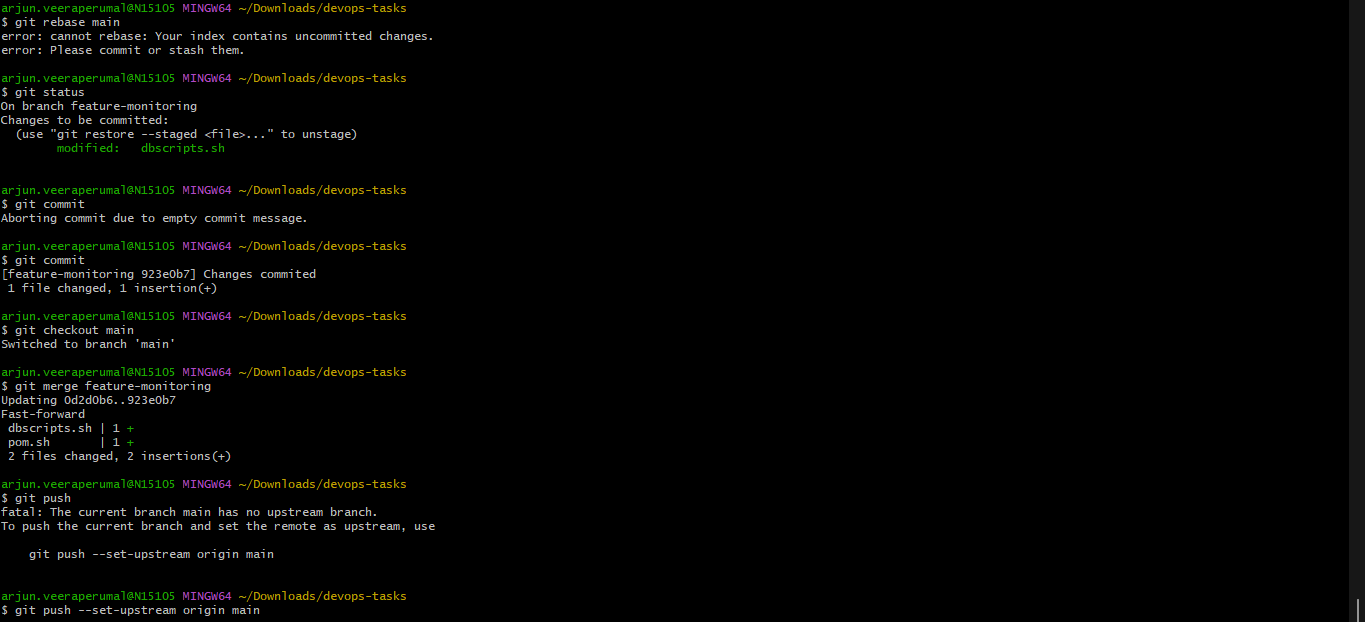 arjun.veeraperumal@N15105 MINGW64 ~/Downloads/devops-tasks
$ git rebase main
error: cannot rebase: Your index contains uncommitted changes.
error: Please commit or stash them.

arjun.veeraperumal@N15105 MINGW64 ~/Downloads/devops-tasks
$ git status
On branch feature-monitoring
Changes to be committed:
  (use "git restore --staged <file>..." to unstage)
        modified:   dbscripts.sh


arjun.veeraperumal@N15105 MINGW64 ~/Downloads/devops-tasks
$ git commit
Aborting commit due to empty commit message.

arjun.veeraperumal@N15105 MINGW64 ~/Downloads/devops-tasks
$ git commit
[feature-monitoring 923e0b7] Changes commited
 1 file changed, 1 insertion(+)

arjun.veeraperumal@N15105 MINGW64 ~/Downloads/devops-tasks
$ git checkout main
Switched to branch 'main'

arjun.veeraperumal@N15105 MINGW64 ~/Downloads/devops-tasks
$ git merge feature-monitoring
Updating 0d2d0b6..923e0b7
Fast-forward
 dbscripts.sh | 1 +
 pom.sh       | 1 +
 2 files changed, 2 insertions(+)

arjun.veeraperumal@N15105 MINGW64 ~/Downloads/devops-tasks
$ git push
fatal: The current branch main has no upstream branch.
To push the current branch and set the remote as upstream, use

    git push --set-upstream origin main


arjun.veeraperumal@N15105 MINGW64 ~/Downloads/devops-tasks
$ git push --set-upstream origin main